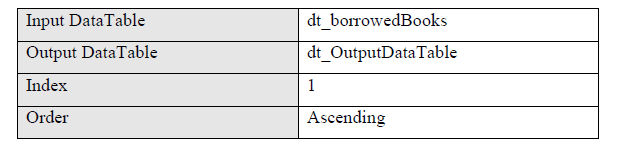 Input DataTable dt_borrowedBooks
Output DataTable dt_OutputDataTable
Index 1
Order Ascending